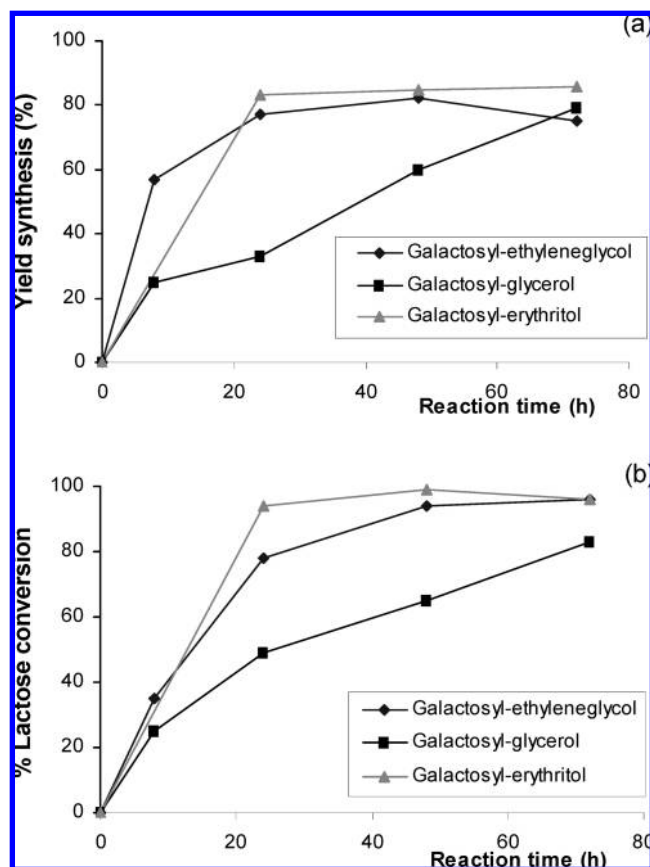 (a)
Yield synthesis (%)
100
80
60
40
20
0
Galactosyl-ethyleneglycol
Galactosyl-glycerol
Galactosyl-erythritol
0
20
40
60
80
Reaction time (h)
(b)
% Lactose conversion
100
80
60
40
20
0
Galactosyl-ethyleneglycol
Galactosyl-glycerol
Galactosyl-erythritol
0
20
40
60
80
Reaction time (h)